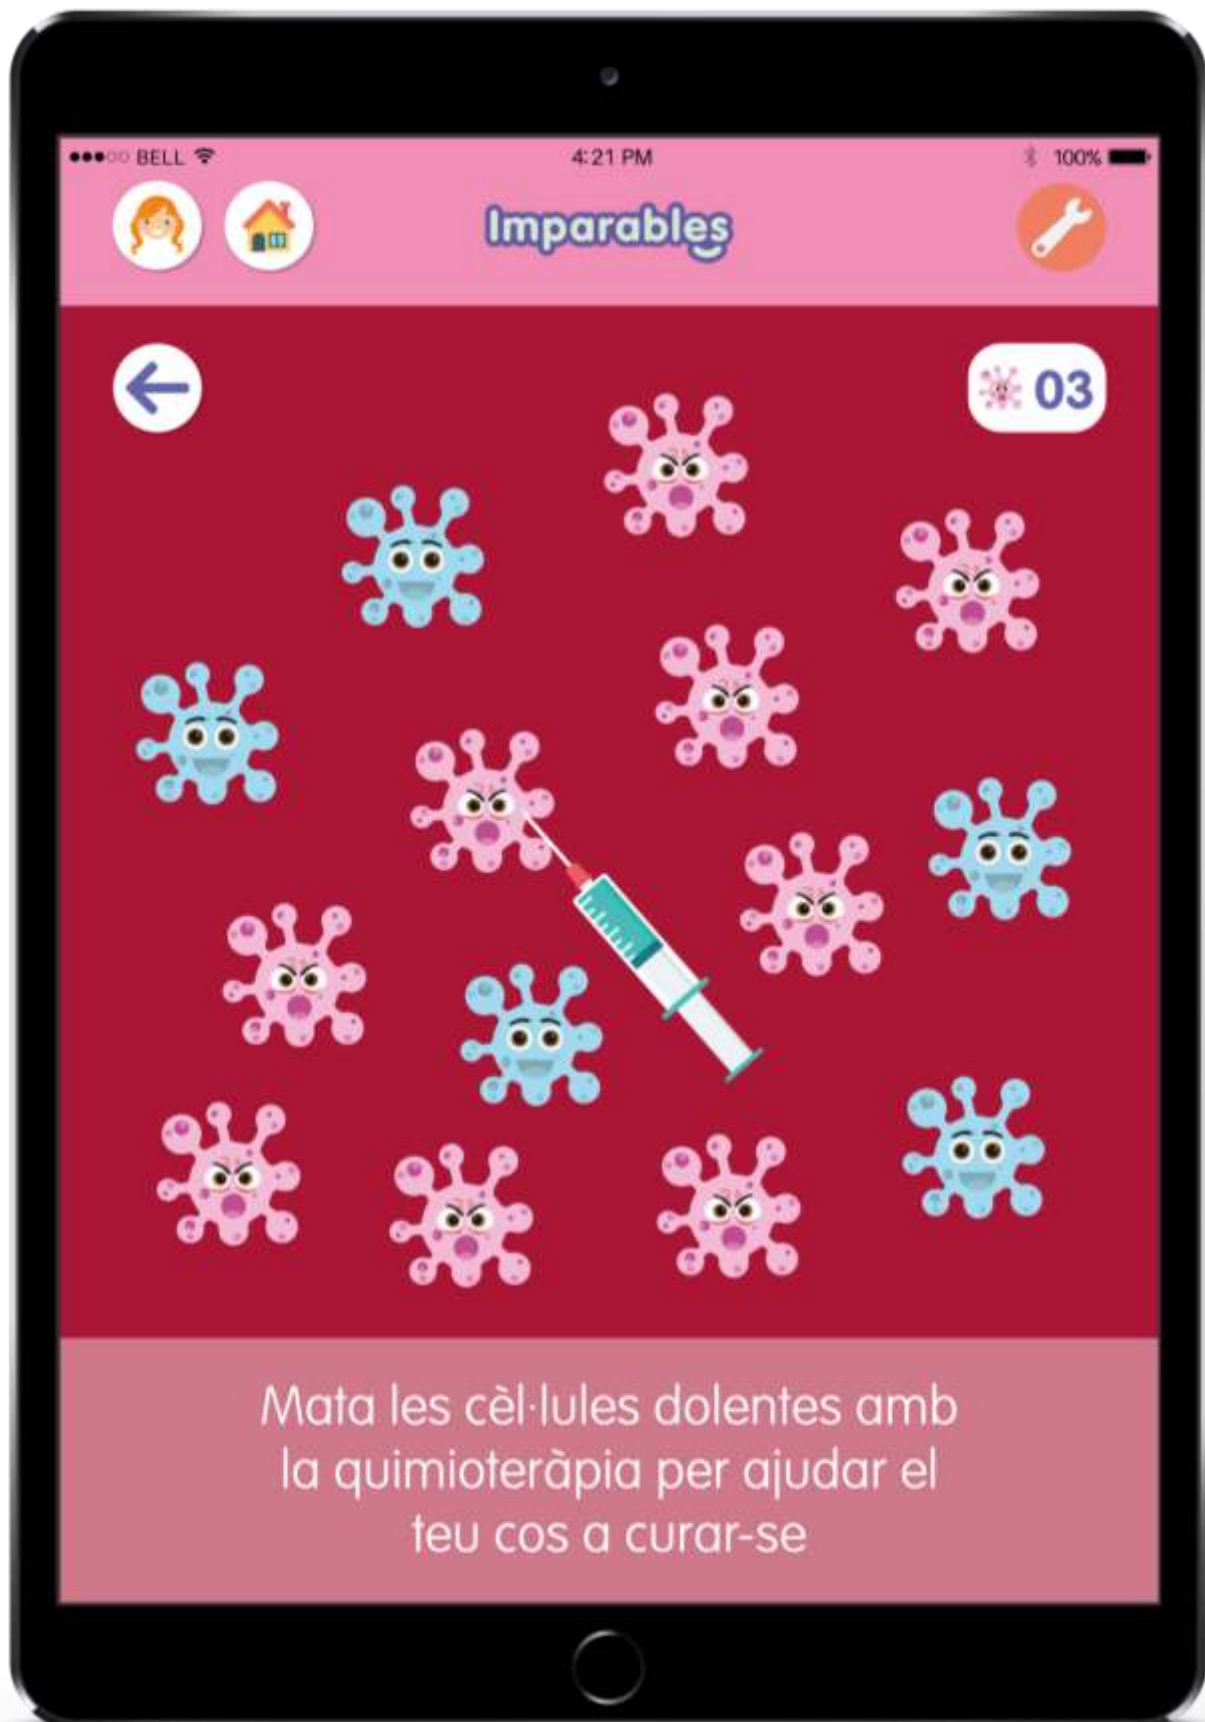 BELL 4:21 PM 100%
Imparables
03
Mata les cèl·lules dolentes amb
la quimioteràpia per ajudar el
teu cos a curar-se